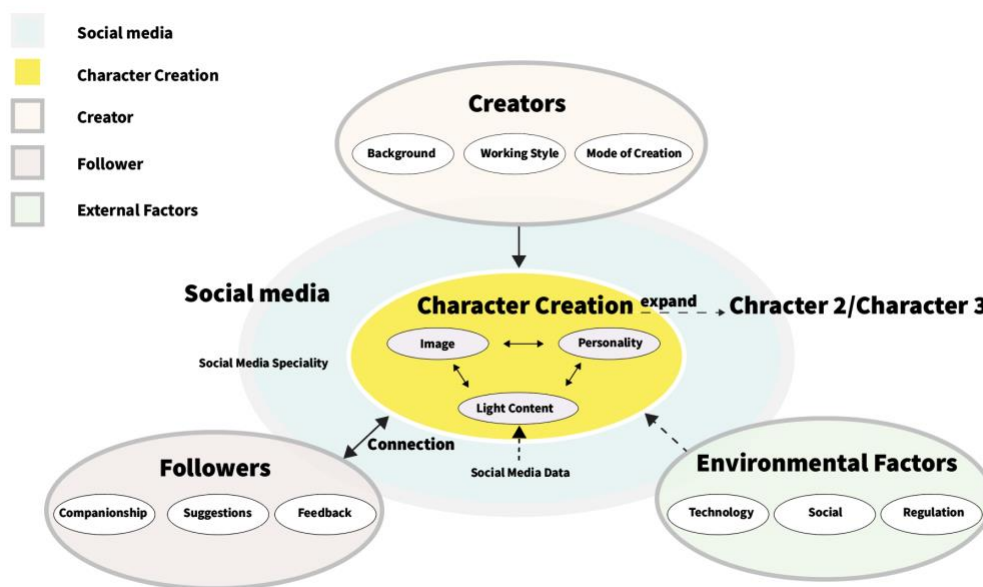 Social media
Character Creation
Creator
Follower
External Factors
Creators
Background
Working Style
Mode of Creation
Social media
Social Media Speciality
Character Creation
expand
Chracter 2/Character 3
Image
Personality
Light Content
Connection
Social Media Data
Followers
Companionship
Suggestions
Feedback
Environmental Factors
Technology
Social
Regulation